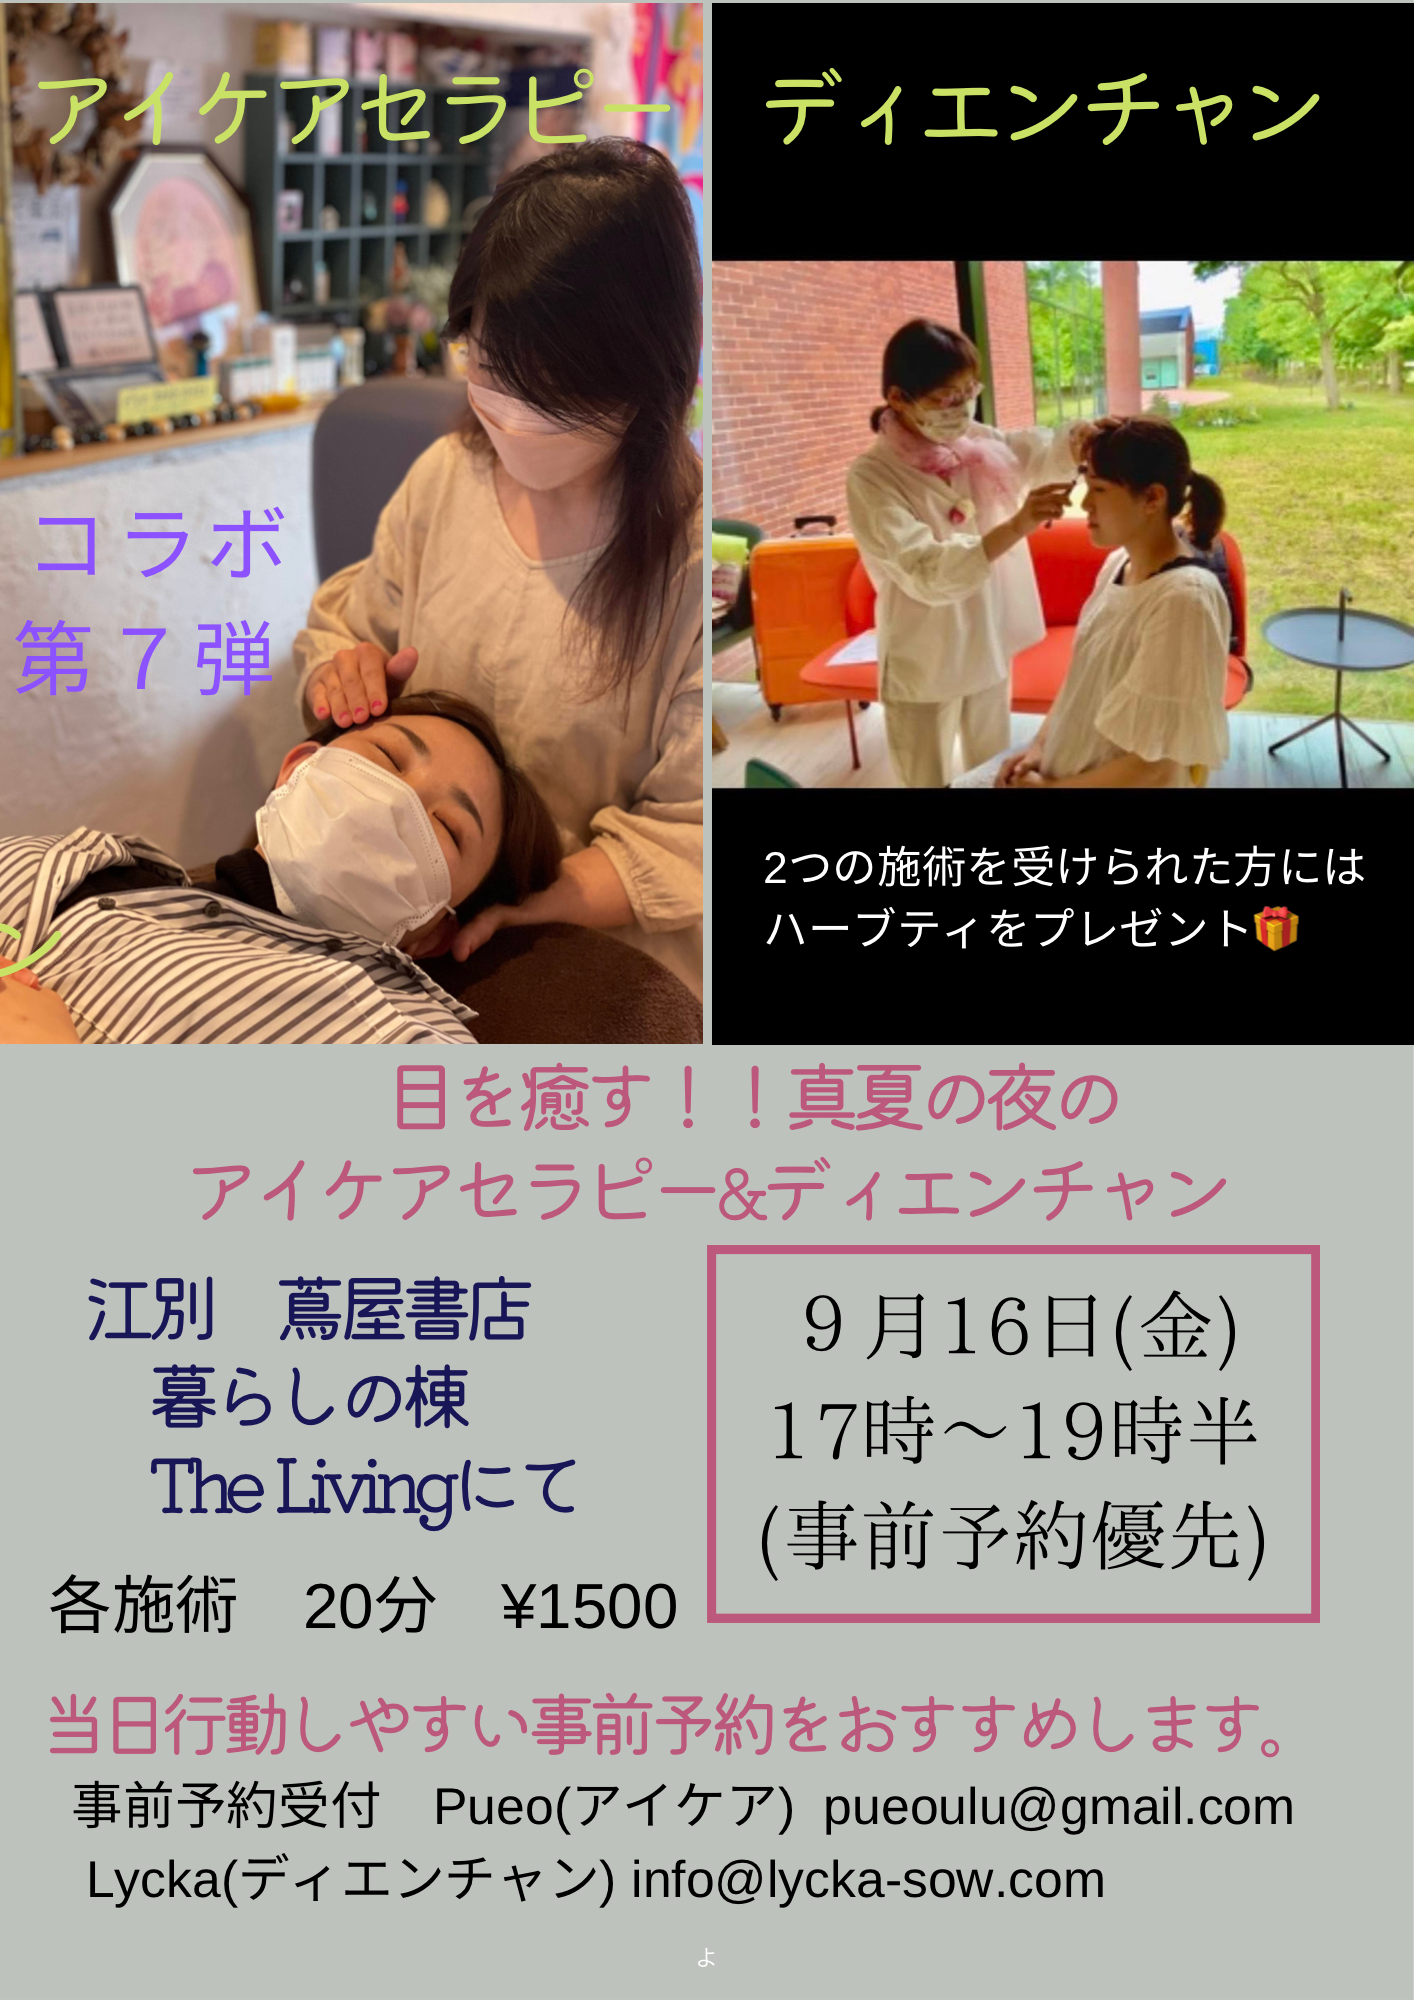 アイケアセラピー
ディエンチャン
コラボ
第７弾
ン
2つの施術を受けられた方には
ハーブティをプレゼント🎁
目を癒す！！真夏の夜の
アイケアセラピー&ディエンチャン
江別　蔦屋書店
暮らしの棟
The Livingにて
９月16日(金)
17時～19時半
(事前予約優先)
各施術　20分　¥1500
当日行動しやすい事前予約をおすすめします。
事前予約受付　Pueo(アイケア) pueoulu@gmail.com
Lycka(ディエンチャン) info@lycka-sow.com
よ